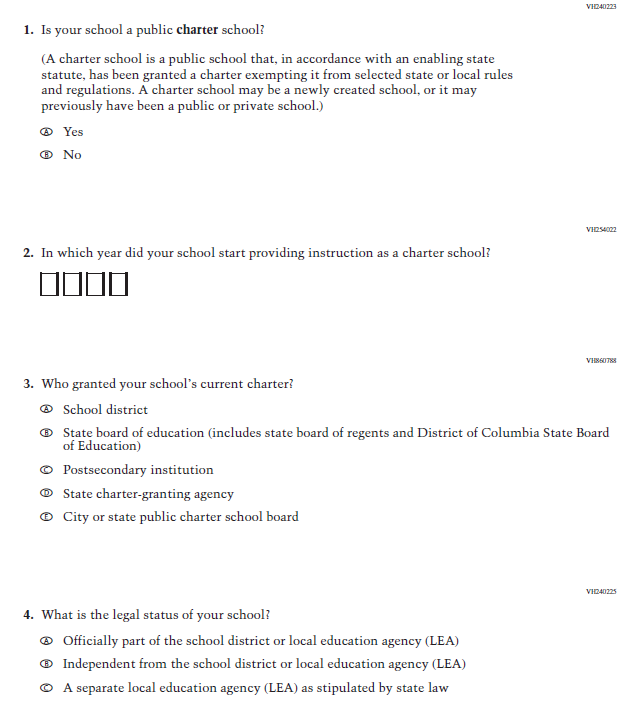 VH240223
1. Is your school a public charter school?
(A charter school is a public school that, in accordance with an enabling state
statute, has been granted a charter exempting it from selected state or local rules
and regulations. A charter school may be a newly created school, or it may
previously have been a public or private school.)
Ⓐ Yes
Ⓑ No
VH254022
2. In which year did your school start providing instruction as a charter school?
VH860788
3. Who granted your school’s current charter?
Ⓐ School district
Ⓑ State board of education (includes state board of regents and District of Columbia State Board
of Education)
Ⓒ Postsecondary institution
Ⓓ State charter-granting agency
Ⓔ City or state public charter school board
VH240225
4. What is the legal status of your school?
Ⓐ Officially part of the school district or local education agency (LEA)
Ⓑ Independent from the school district or local education agency (LEA)
Ⓒ A separate local education agency (LEA) as stipulated by state law